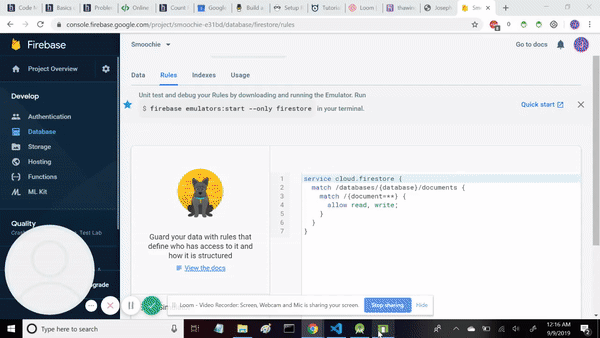 Code M
Basics
Problem
Online
Count
Google
Build a
Setup
Tutoria
Loom |
thawin
Joseph
Smo
console.firebase.google.com/project/smoochie-e31bd/database/firestore/rules
Firebase
Smoochie
Go to docs
Project Overview
Data
Rules
Indexes
Usage
Develop
Authentication
Database
Storage
Hosting
Functions
ML Kit
Quality
Test Lab
grade
Unit test and debug your Rules by downloading and running the Emulator. Run
$ firebase emulators:start --only firestore in your terminal.
Quick start
Guard your data with rules that
define who has access to it and
how it is structured
View the docs
1 service cloud.firestore {
2 match /databases/{database}/documents {
3 match /{document=**} {
4 allow read, write;
5 }
6 }
7 }
Loom - Video Recorder: Screen, Webcam and Mic is sharing your screen.
Stop sharing
Hide
Type here to search
12:16 AM
9/9/2019